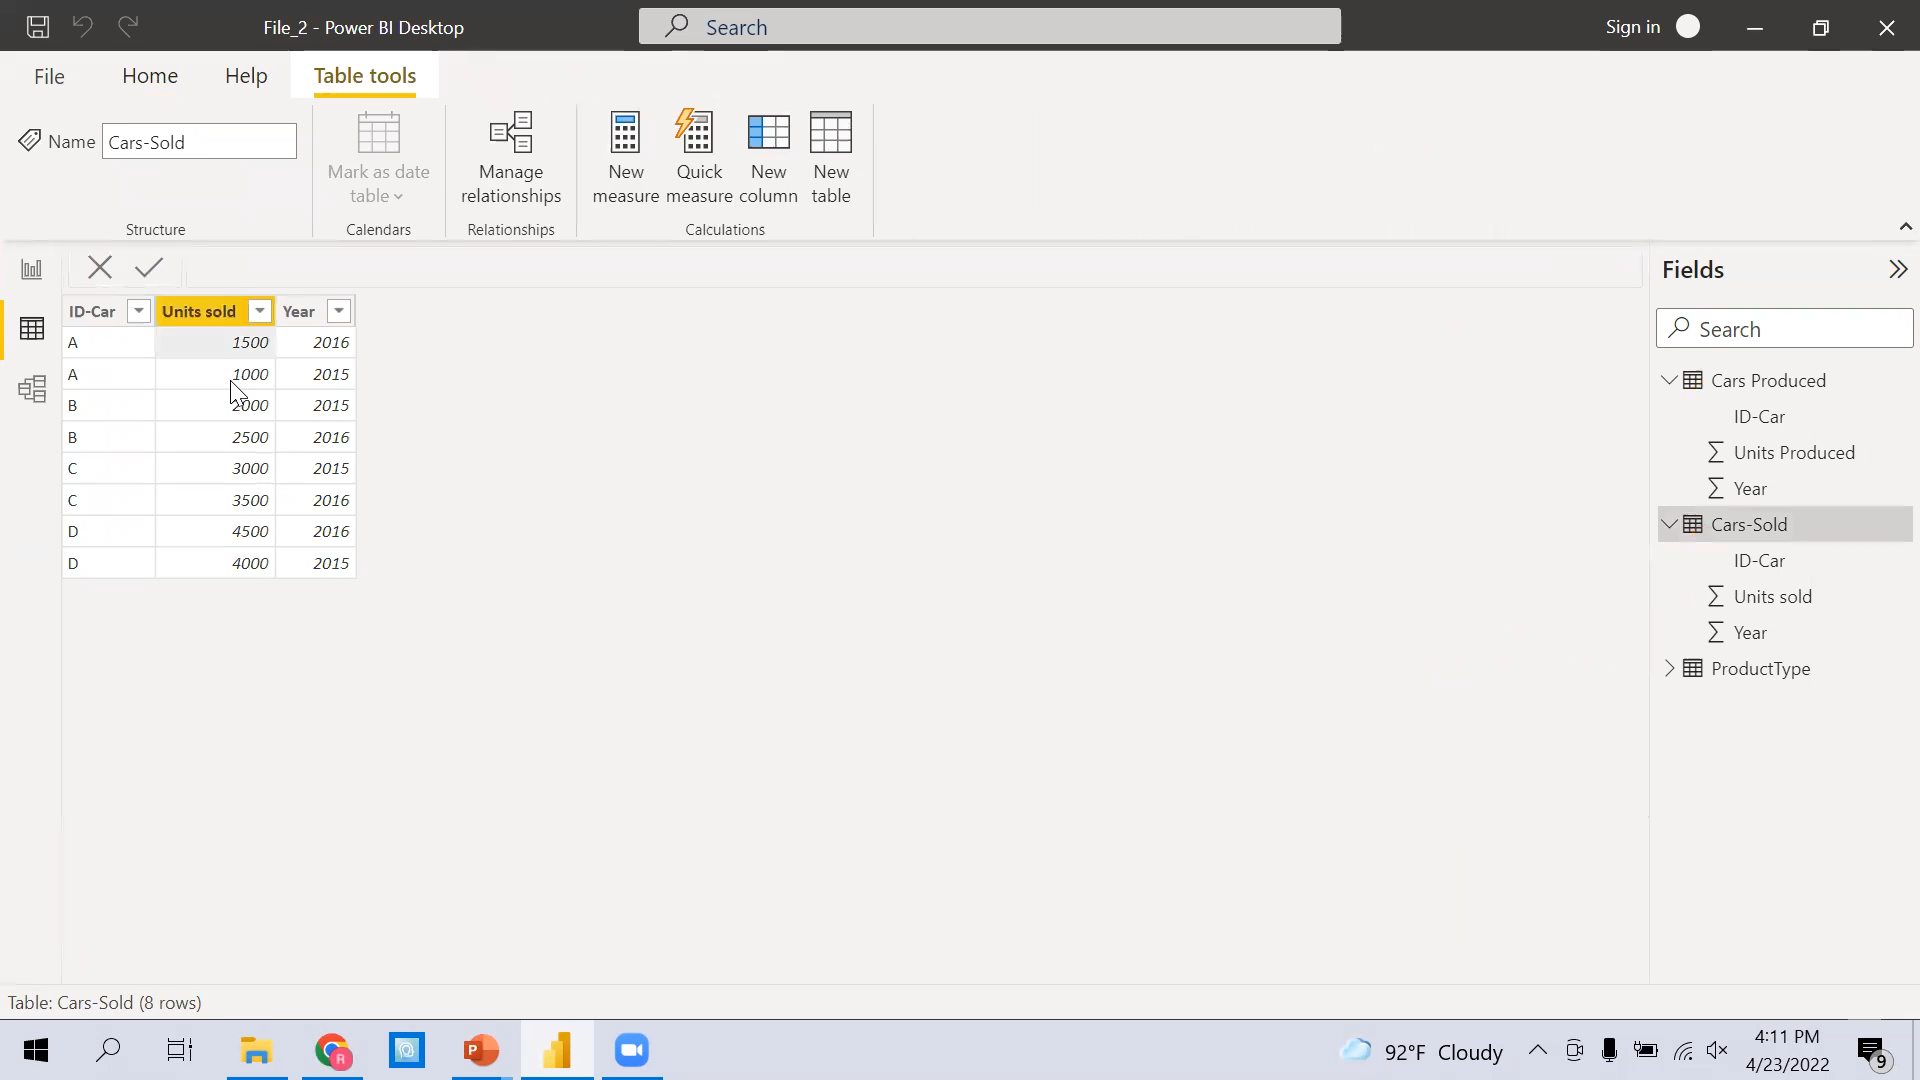 File_2 - Power BI Desktop
Search
Sign in
File
Home
Help
Table tools
Name
Cars-Sold
Structure
Mark as date
table
Calendars
Manage
relationships
Relationships
New
measure
Quick
measure
New
column
New
table
Calculations
Fields
Search
ID-Car Units sold Year
A 1500 2016
A 1000 2015
B 2000 2015
B 2500 2016
C 3000 2015
C 3500 2016
D 4500 2016
D 4000 2015
Cars Produced
ID-Car
Units Produced
Year
Cars-Sold
ID-Car
Units sold
Year
ProductType
Table: Cars-Sold (8 rows)
R
P
92°F Cloudy
4:11 PM
4/23/2022
9